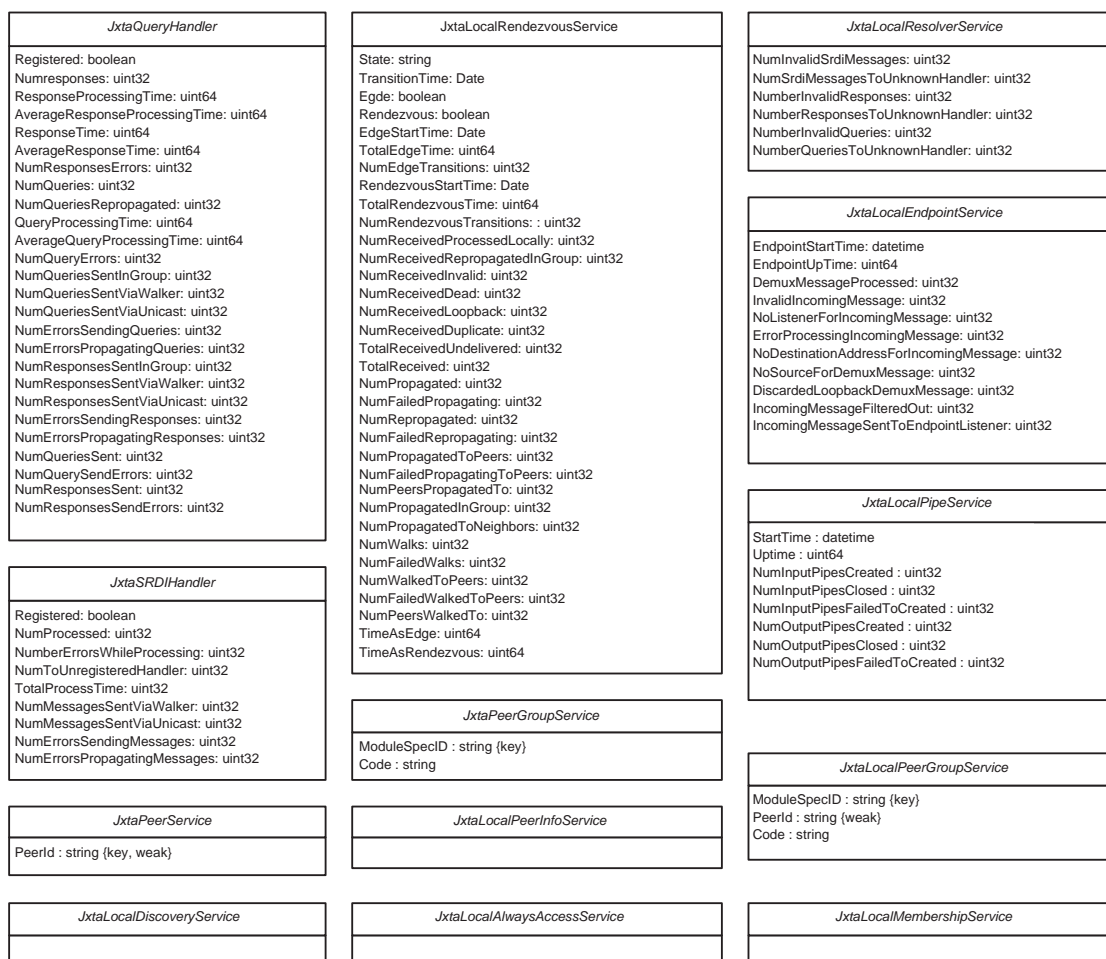 JxtaQueryHandler
Registered: boolean
Numresponses: uint32
ResponseProcessingTime: uint64
AverageResponseProcessingTime: uint64
ResponseTime: uint64
AverageResponseTime: uint64
NumResponsesErrors: uint32
NumQueries: uint32
NumQueriesRepropagated: uint32
QueryProcessingTime: uint64
AverageQueryProcessingTime: uint64
NumQueryErrors: uint32
NumQueriesSentInGroup: uint32
NumQueriesSentViaWalker: uint32
NumQueriesSentViaUnicast: uint32
NumErrorsSendingQueries: uint32
NumErrorsPropagatingQueries: uint32
NumResponsesSentInGroup: uint32
NumResponsesSentViaWalker: uint32
NumResponsesSentViaUnicast: uint32
NumErrorsSendingResponses: uint32
NumErrorsPropagatingResponses: uint32
NumQueriesSent: uint32
NumQuerySendErrors: uint32
NumResponsesSent: uint32
NumResponsesSendErrors: uint32
JxtaSRDIHandler
Registered: boolean
NumProcessed: uint32
NumberErrorsWhileProcessing: uint32
NumToUnregisteredHandler: uint32
TotalProcessTime: uint32
NumMessagesSentViaWalker: uint32
NumMessagesSentViaUnicast: uint32
NumErrorsSendingMessages: uint32
NumErrorsPropagatingMessages: uint32
JxtaPeerService
PeerId : string {key, weak}
JxtaLocalDiscoveryService
JxtaLocalRendezvousService
State: string
TransitionTime: Date
Egde: boolean
Rendezvous: boolean
EdgeStartTime: Date
TotalEdgeTime: uint64
NumEdgeTransitions: uint32
RendezvousStartTime: Date
TotalRendezvousTime: uint64
NumRendezvousTransitions: : uint32
NumReceivedProcessedLocally: uint32
NumReceivedRepropagatedInGroup: uint32
NumReceivedInvalid: uint32
NumReceivedDead: uint32
NumReceivedLoopback: uint32
NumReceivedDuplicate: uint32
TotalReceivedUndelivered: uint32
TotalReceived: uint32
NumPropagated: uint32
NumFailedPropagating: uint32
NumRepropagated: uint32
NumFailedRepropagating: uint32
NumPropagatedToPeers: uint32
NumFailedPropagatingToPeers: uint32
NumPeersPropagatedTo: uint32
NumPropagatedInGroup: uint32
NumPropagatedToNeighbors: uint32
NumWalks: uint32
NumFailedWalks: uint32
NumWalkedToPeers: uint32
NumFailedWalkedToPeers: uint32
NumPeersWalkedTo: uint32
TimeAsEdge: uint64
TimeAsRendezvous: uint64
JxtaPeerGroupService
ModuleSpecID : string {key}
Code : string
JxtaLocalPeerInfoService
JxtaLocalAlwaysAccessService
JxtaLocalResolverService
NumInvalidSrdiMessages: uint32
NumSrdiMessagesToUnknownHandler: uint32
NumberInvalidResponses: uint32
NumberResponsesToUnknownHandler: uint32
NumberInvalidQueries: uint32
NumberQueriesToUnknownHandler: uint32
JxtaLocalEndpointService
EndpointStartTime: datetime
EndpointUpTime: uint64
DemuxMessageProcessed: uint32
InvalidIncomingMessage: uint32
NoListenerForIncomingMessage: uint32
ErrorProcessingIncomingMessage: uint32
NoDestinationAddressForIncomingMessage: uint32
NoSourceForDemuxMessage: uint32
DiscardedLoopbackDemuxMessage: uint32
IncomingMessageFilteredOut: uint32
IncomingMessageSentToEndpointListener: uint32
JxtaLocalPipeService
StartTime : datetime
Uptime : uint64
NumInputPipesCreated : uint32
NumInputPipesClosed : uint32
NumInputPipesFailedToCreated : uint32
NumOutputPipesCreated : uint32
NumOutputPipesClosed : uint32
NumOutputPipesFailedToCreated : uint32
JxtaLocalPeerGroupService
ModuleSpecID : string {key}
PeerId : string {weak}
Code : string
JxtaLocalMembershipService